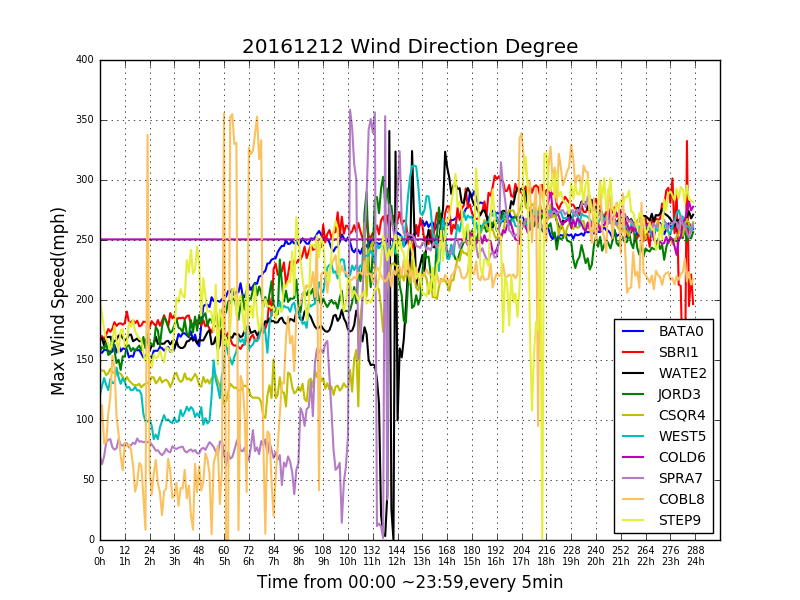 20161212 Wind Direction Degree
Max Wind Speed(mph)
400
350
300
250
200
150
100
50
0
0 12 24 36 48 60 72 84 96 108 120 132 144 156 168 180 192 204 216 228 240 252 264 276 288
0h 1h 2h 3h 4h 5h 6h 7h 8h 9h 10h 11h 12h 13h 14h 15h 16h 17h 18h 19h 20h 21h 22h 23h 24h
Time from 00:00 ~23:59,every 5min
BATA0
SBRI1
WATE2
JORD3
CSQR4
WEST5
COLD6
SPRA7
COBL8
STEP9